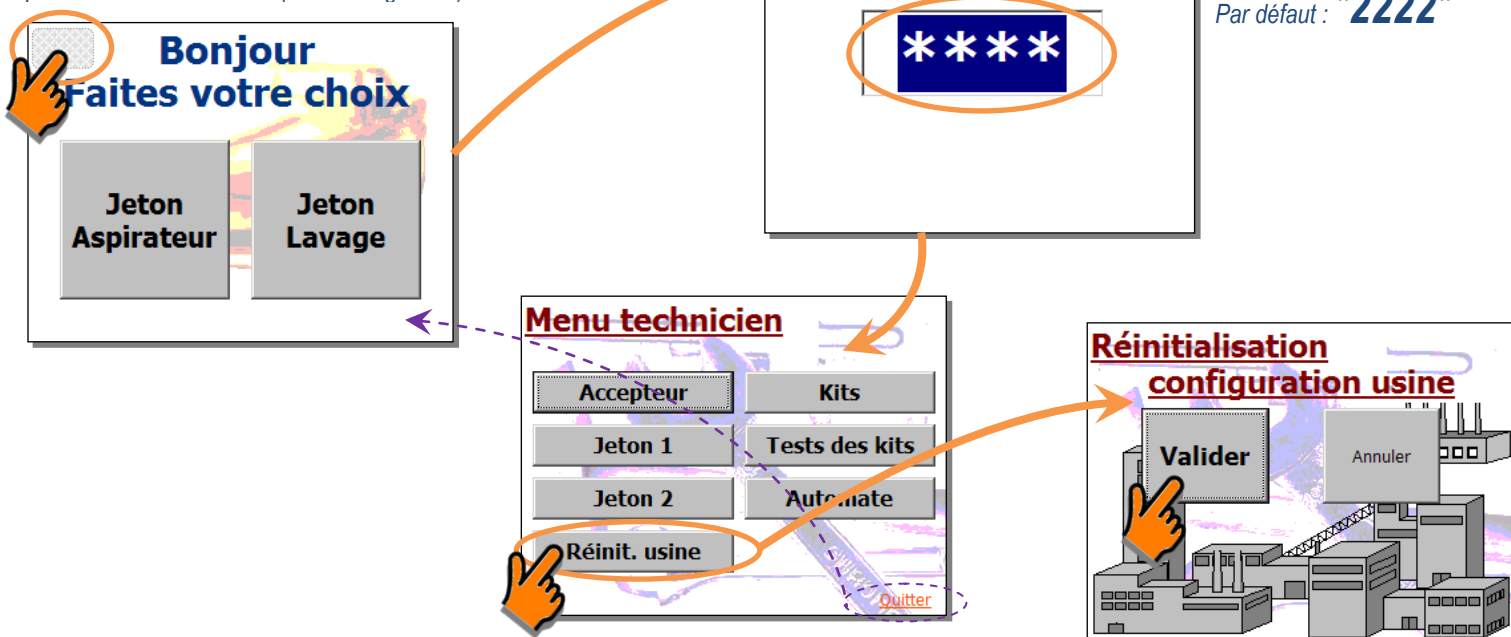 Par défaut : "2222"
Bonjour
Faites votre choix
****
Jeton
Aspirateur
Jeton
Lavage
Menu technicien
Accepteur
Kits
Jeton 1
Tests des kits
Jeton 2
Automate
Réinit. usine
Quitter
Réinitialisation
configuration usine
Valider
Annuler